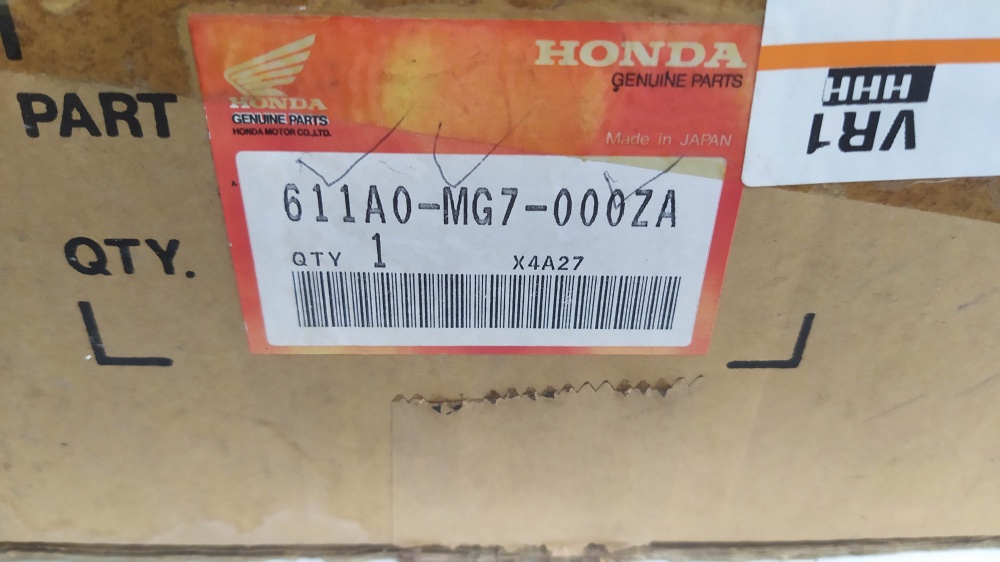 PART
QTY.
HONDA
GENUINE PARTS
HONDA MOTOR CO.,LTD.
HONDA
GENUINE PARTS
Made in JAPAN
611A0-MG7-000ZA
QTY 1 X4A27
HHH
VR1